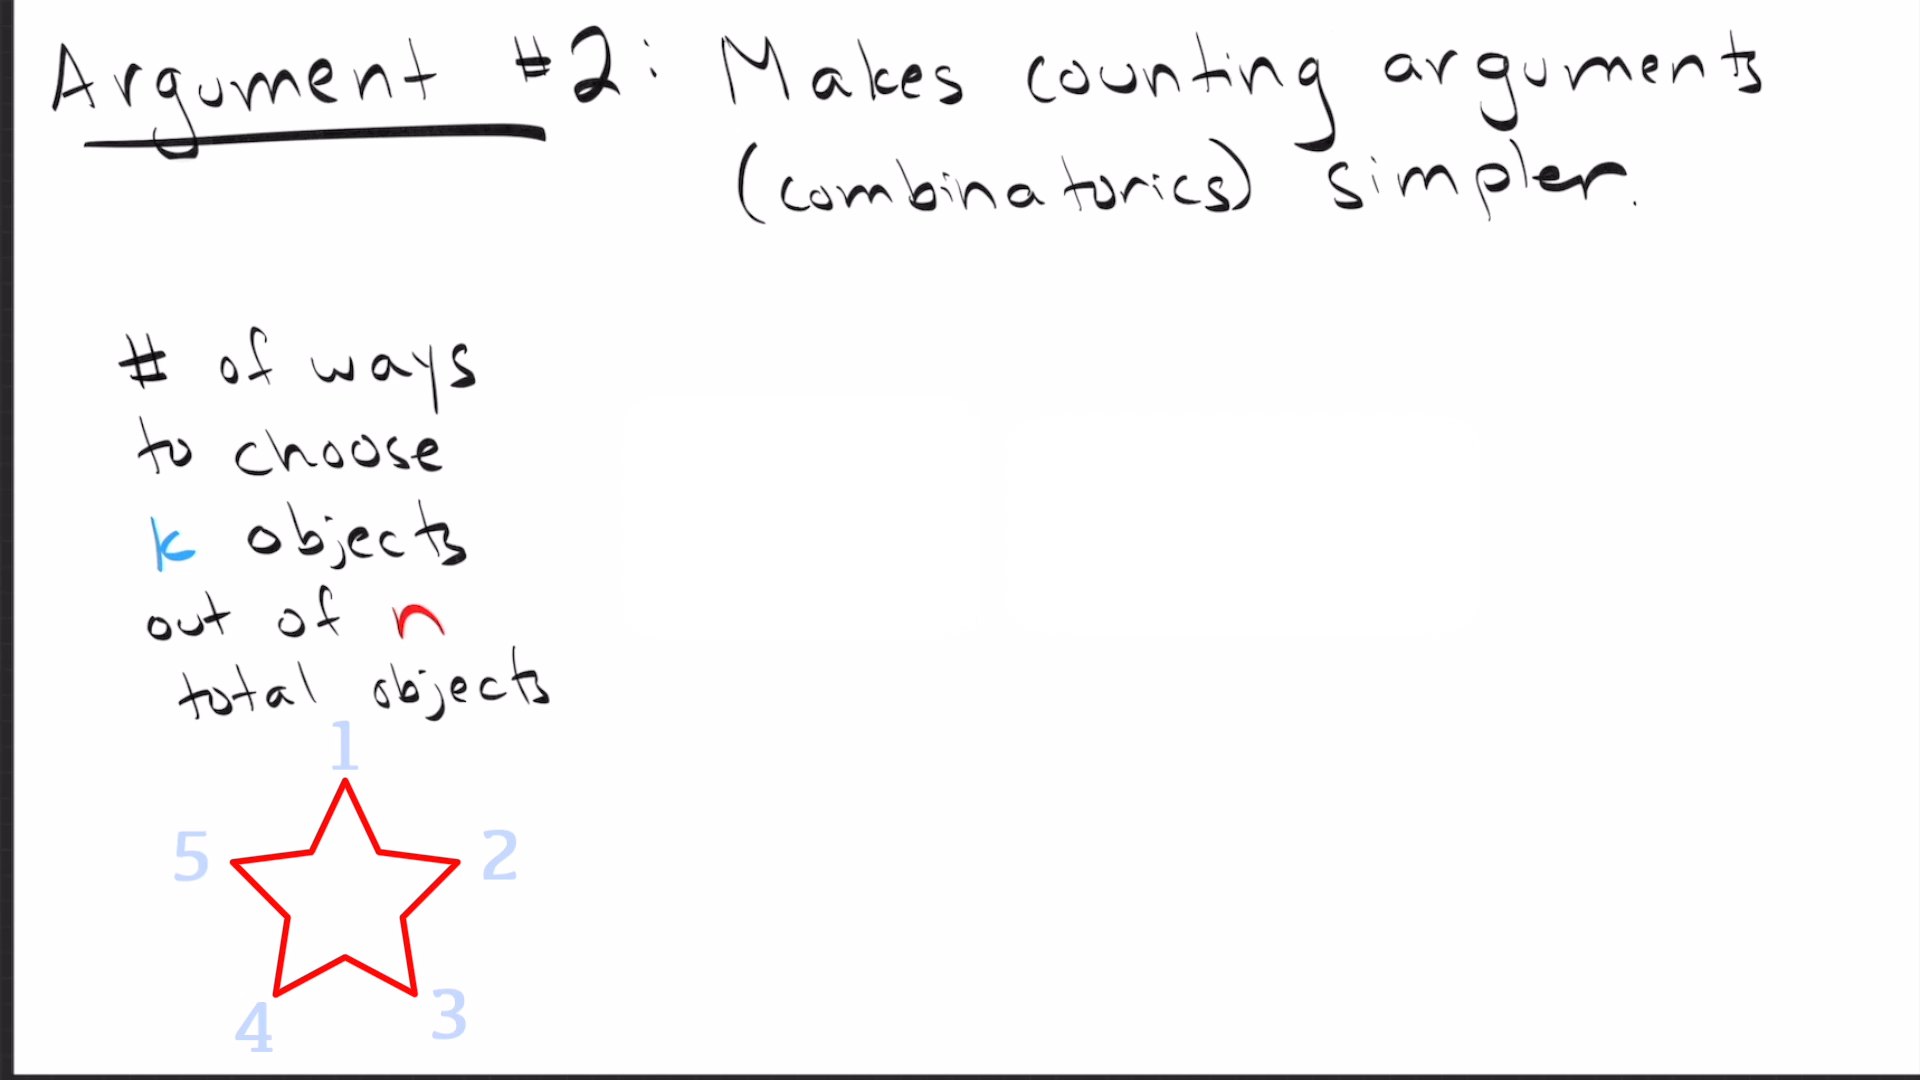 Argument #2: Makes counting arguments
(combinatorics) simpler.
# of ways
to choose
k objects
out of n
total objects
1
5 2
4 3